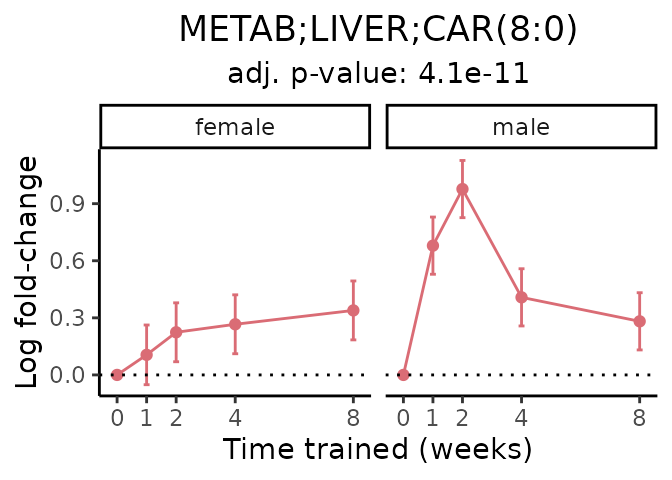 METAB;LIVER;CAR(8:0)
adj. p-value: 4.1e-11
female male
Log fold-change
0.9
0.6
0.3
0.0
0 1 2 4 8 0 1 2 4 8
Time trained (weeks)